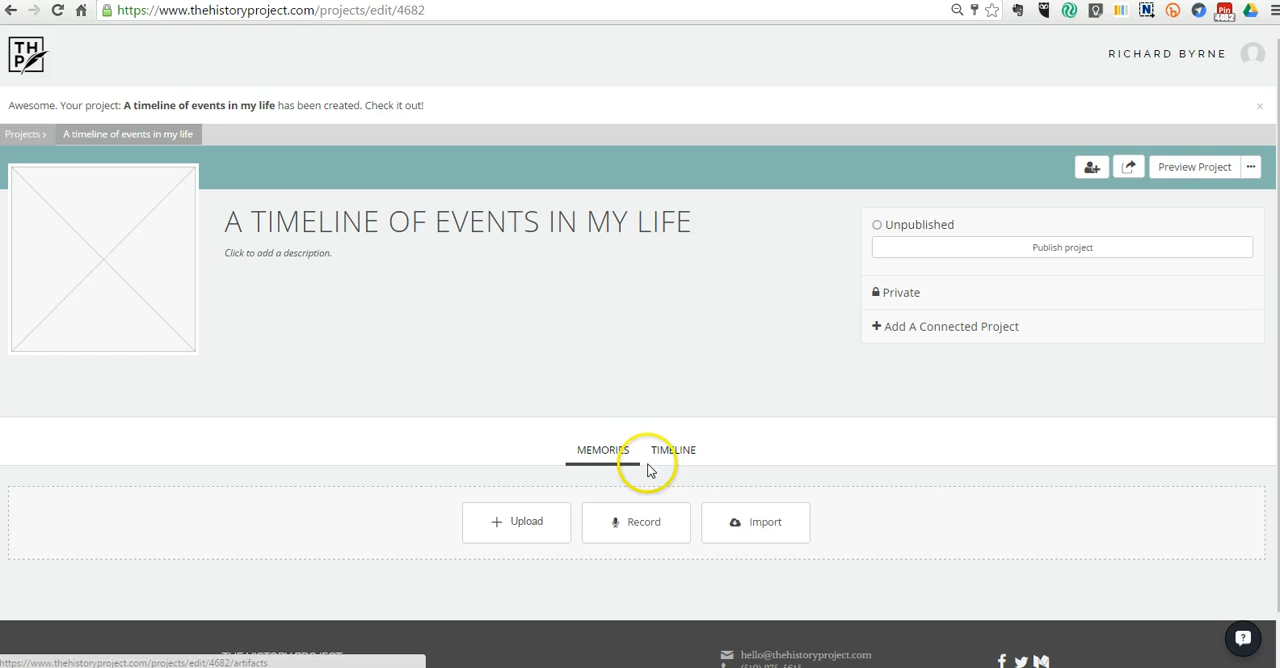 https://www.thehistoryproject.com/projects/edit/4682
Pin
4682
TH
P
RICHARD BYRNE
Awesome. Your project: A timeline of events in my life has been created. Check it out!
×
Projects ›
A timeline of events in my life
Preview Project
A TIMELINE OF EVENTS IN MY LIFE
Click to add a description.
Unpublished
Publish project
Private
Add A Connected Project
MEMORIES
TIMELINE
Upload
Record
Import
THE HISTORY PROJECT
hello@thehistoryproject.com
https://www.thehistoryproject.com/projects/edit/4682/artifacts